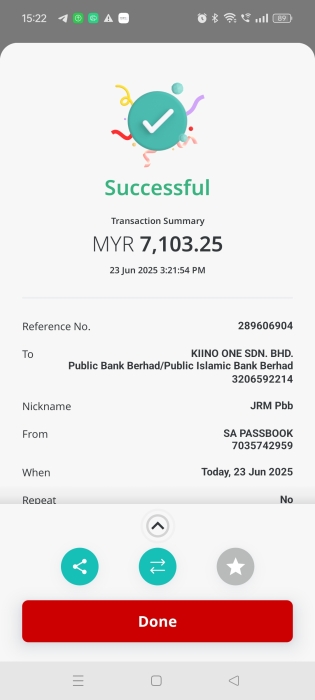 15:22
89
Successful
Transaction Summary
MYR 7,103.25
23 Jun 2025 3:21:54 PM
Reference No. 289606904
To KIINO ONE SDN. BHD.
Public Bank Berhad/Public Islamic Bank Berhad
3206592214
Nickname JRM Pbb
From SA PASSBOOK
7035742959
When Today, 23 Jun 2025
Repeat No
Done